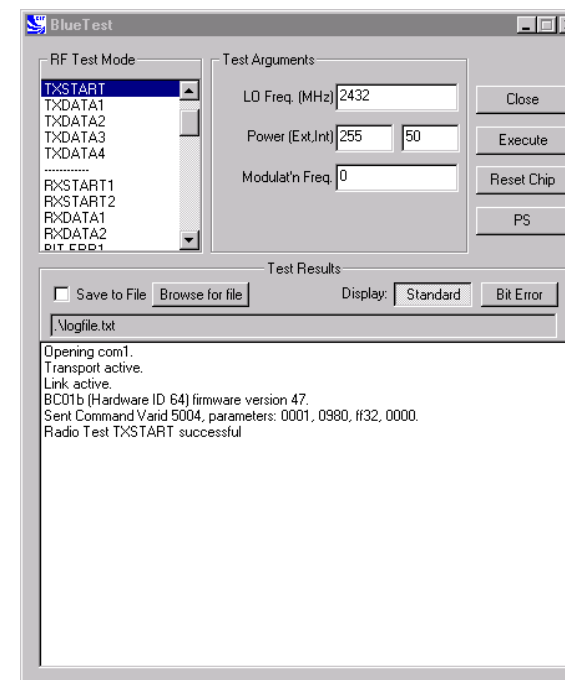 BlueTest
RF Test Mode
TXSTART
TXDATA1
TXDATA2
TXDATA3
TXDATA4
------------
RXSTART1
RXSTART2
RXDATA1
RXDATA2
BIT ERR1
Test Arguments
LO Freq. (MHz) 2432
Power (Ext,Int) 255 50
Modulat'n Freq. 0
Close
Execute
Reset Chip
PS
Test Results
Save to File Browse for file Display: Standard Bit Error
.\logfile.txt
Opening com1.
Transport active.
Link active.
BC01b (Hardware ID 64) firmware version 47.
Sent Command Varid 5004, parameters: 0001, 0980, ff32, 0000.
Radio Test TXSTART successful